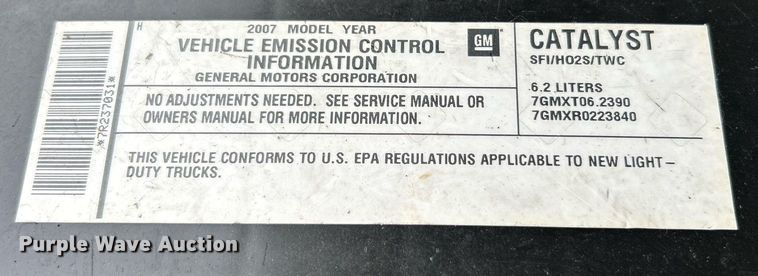 H
2007 MODEL YEAR
VEHICLE EMISSION CONTROL
INFORMATION
GENERAL MOTORS CORPORATION
GM
CATALYST
SFI/HO2S/TWC
6.2 LITERS
7GMXT06.2390
7GMXR0223840
*7R237031*
NO ADJUSTMENTS NEEDED. SEE SERVICE MANUAL OR
OWNERS MANUAL FOR MORE INFORMATION.
THIS VEHICLE CONFORMS TO U.S. EPA REGULATIONS APPLICABLE TO NEW LIGHT-
DUTY TRUCKS.
Purple Wave Auction